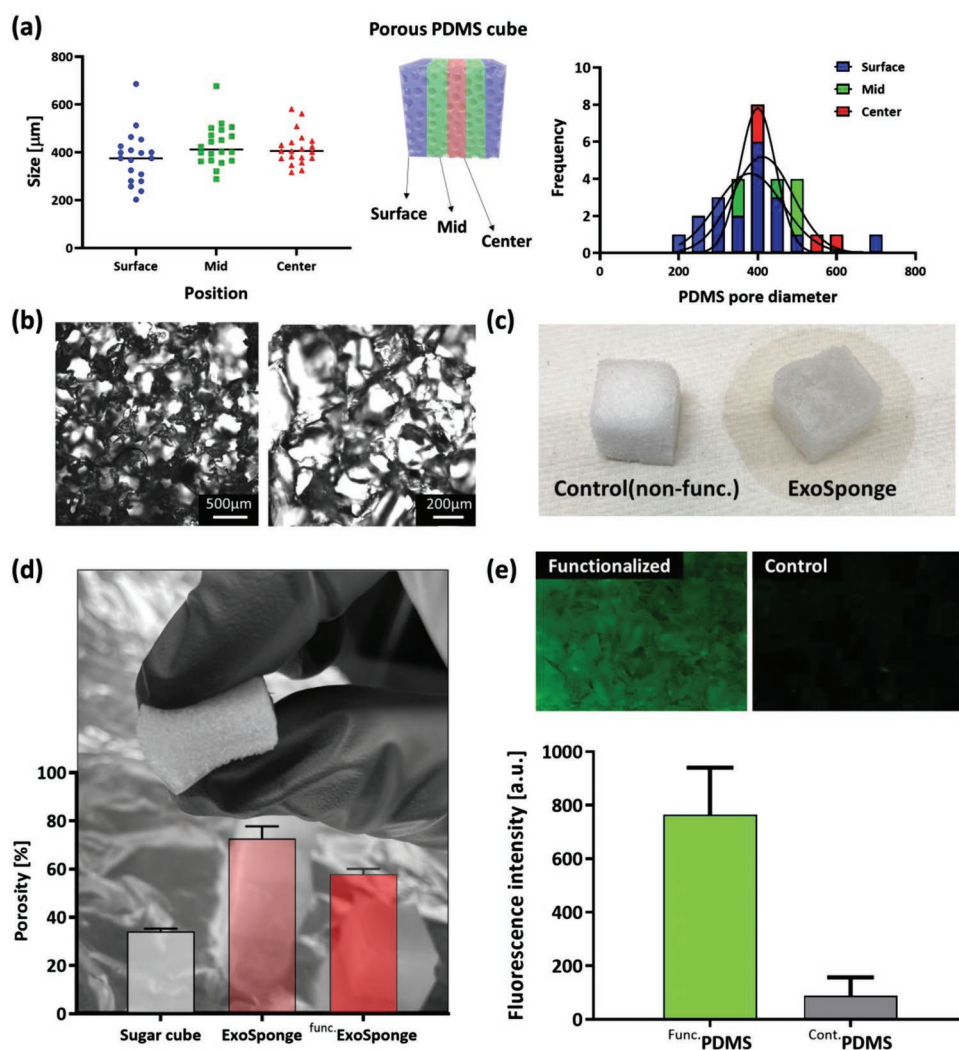 (a)
Porous PDMS cube
800
600
400
200
0
Size [µm]
Surface
Mid
Center
Position
Surface
Mid
Center
10
8
6
4
2
0
Frequency
Surface
Mid
Center
0
200
400
600
800
PDMS pore diameter
(b)
500µm
200µm
(c)
Control(non-func.)
ExoSponge
(d)
100
80
60
40
20
0
Porosity [%]
Sugar cube
ExoSponge
func.ExoSponge
(e)
Functionalized
Control
1000
800
600
400
200
0
Fluorescence intensity [a.u.]
Func.PDMS
Cont.PDMS